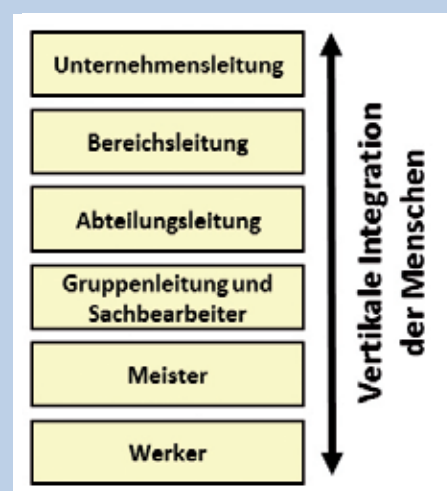 Unternehmensleitung
Bereichsleitung
Abteilungsleitung
Gruppenleitung und
Sachbearbeiter
Meister
Werker
Vertikale Integration
der Menschen